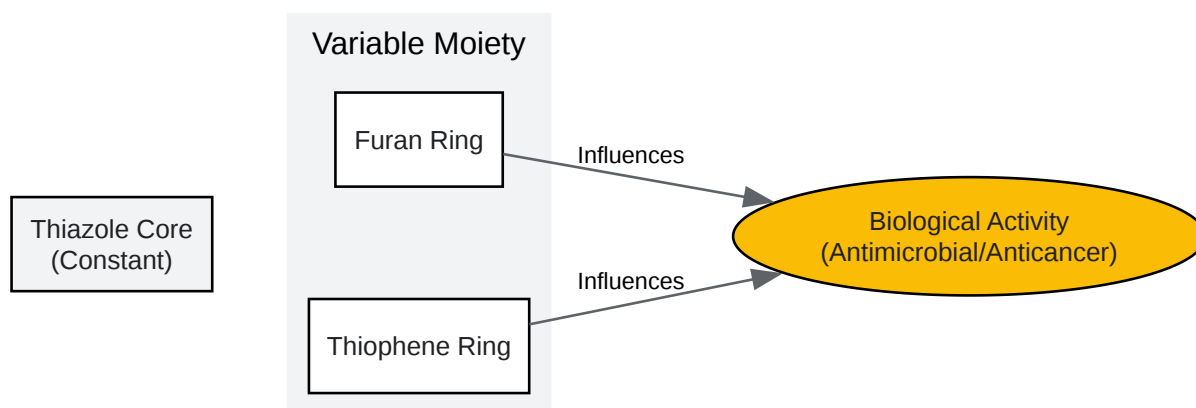 Variable Moiety
Furan Ring
Influences
Thiazole Core
(Constant)
Biological Activity
(Antimicrobial/Anticancer)
Influences
Thiophene Ring